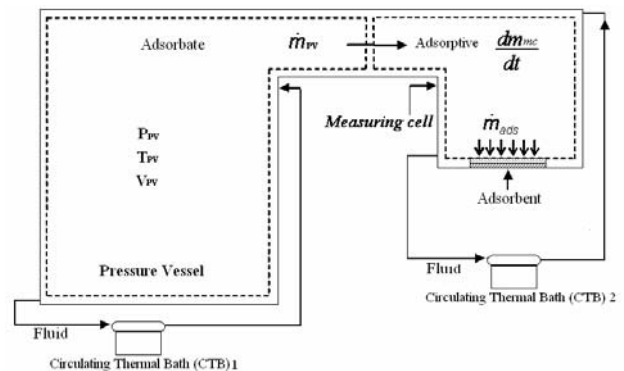 Adsorbate
ṁPV
Adsorptive
dmmc
dt
Measuring cell
ṁads
PPV
TPV
VPV
Adsorbent
Pressure Vessel
Fluid
Circulating Thermal Bath (CTB) 2
Fluid
Circulating Thermal Bath (CTB) 1